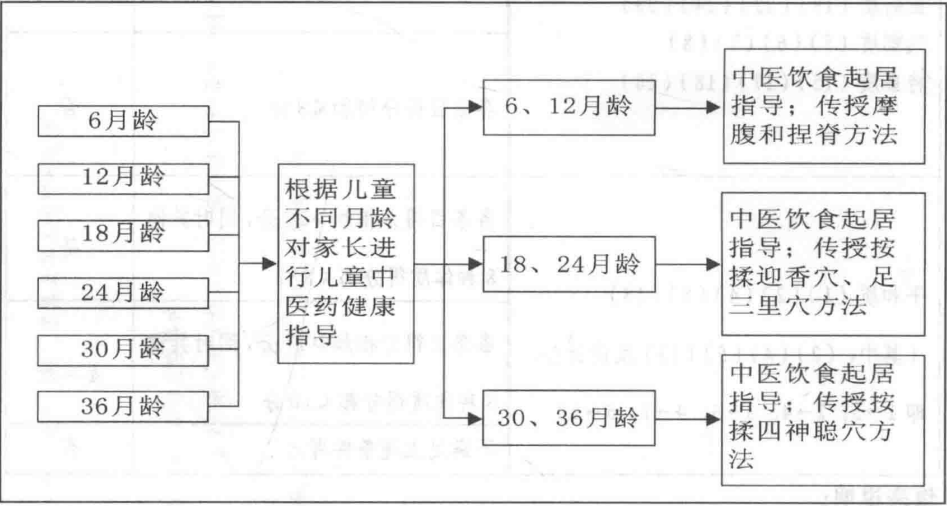 6月龄
12月龄
18月龄
24月龄
30月龄
36月龄
根据儿童
不同月龄
对家长进
行儿童中
医药健康
指导
6、12月龄
中医饮食起居
指导；传授摩
腹和捏脊方法
18、24月龄
中医饮食起居
指导；传授按
揉迎香穴、足
三里穴方法
30、36月龄
中医饮食起居
指导；传授按
揉四神聪穴方
法